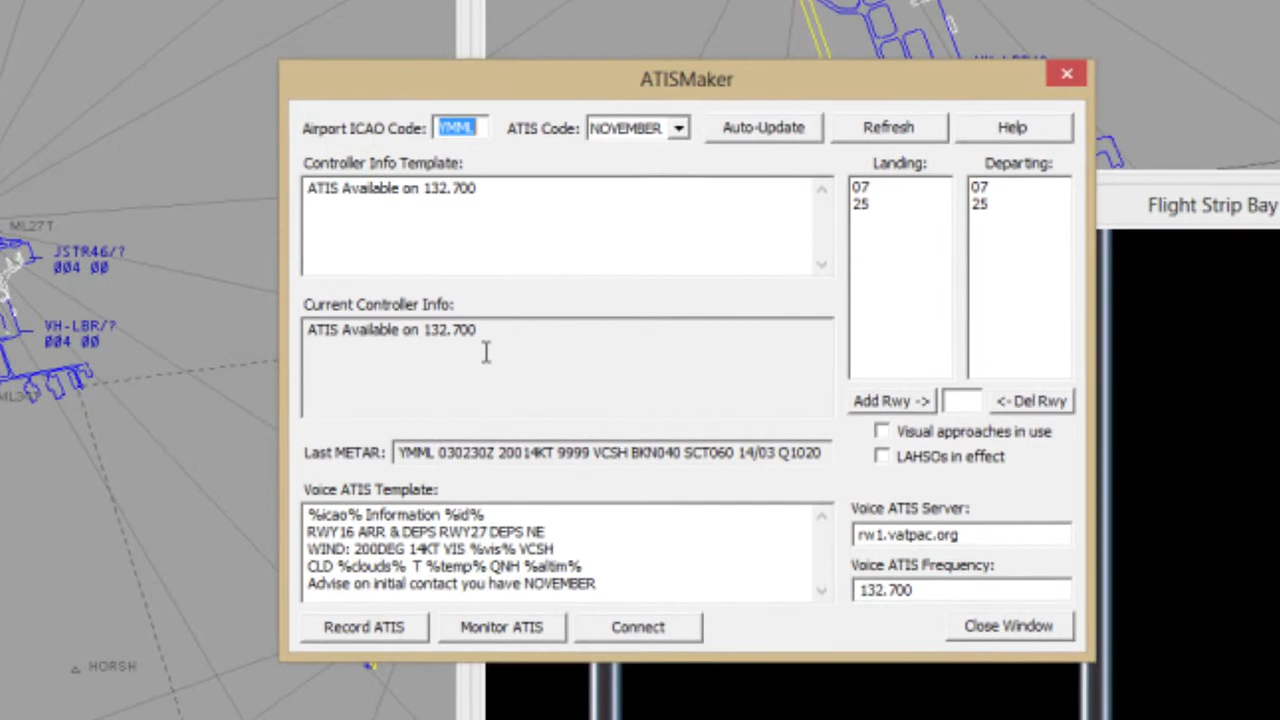 ATISMaker
Airport ICAO Code: YMML ATIS Code: NOVEMBER Auto-Update Refresh Help
Controller Info Template: Landing: Departing:
ATIS Available on 132.700
07 07
25 25
Current Controller Info:
ATIS Available on 132.700
Add Rwy -> <- Del Rwy
Visual approaches in use
LAHSOs in effect
Last METAR: YMML 030230Z 20014KT 9999 VCSH BKN040 SCT060 14/03 Q1020
Voice ATIS Template:
%icao% Information %id%
RWY16 ARR & DEPS RWY27 DEPS NE
WIND: 200DEG 14KT VIS %vis% VCSH
CLD %clouds% T %temp% QNH %altim%
Advise on initial contact you have NOVEMBER
Voice ATIS Server:
rw1.vatpac.org
Voice ATIS Frequency:
132.700
Record ATIS Monitor ATIS Connect Close Window
Flight Strip Bay
ML27T
JSTR46/?
004 00
VH-LBR/?
004 00
HORSH